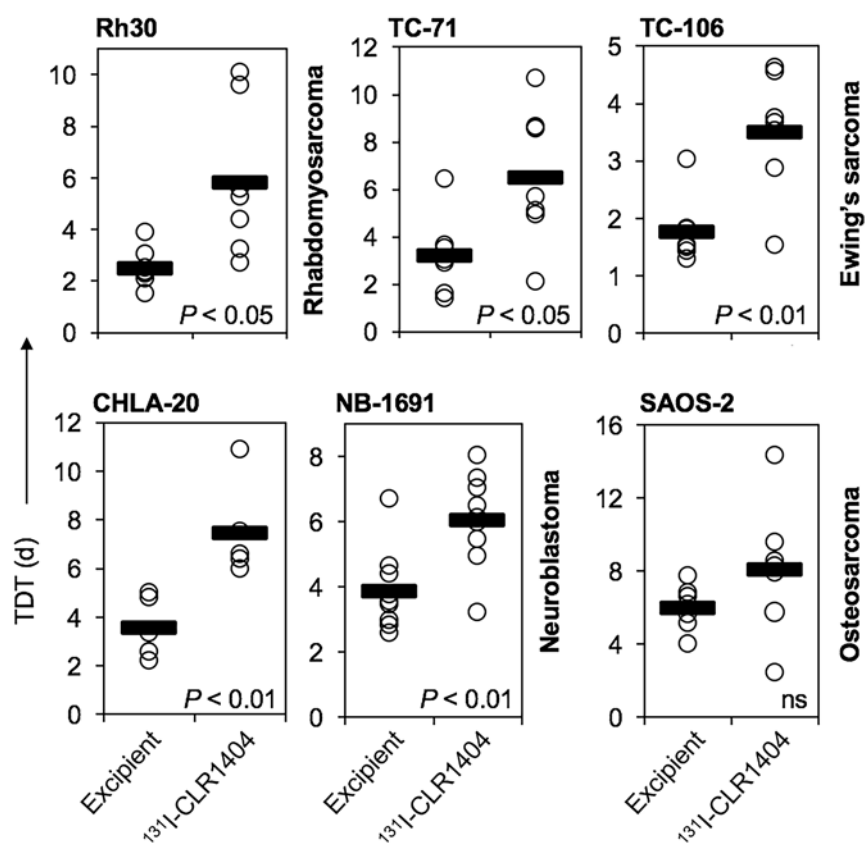 Rh30
10
8
6
4
2
0
P < 0.05
Rhabdomyosarcoma
TC-71
12
10
8
6
4
2
0
P < 0.05
TC-106
5
4
3
2
1
0
P < 0.01
Ewing's sarcoma
TDT (d)
CHLA-20
12
10
8
6
4
2
0
P < 0.01
Excipient
¹³¹I-CLR1404
NB-1691
8
6
4
2
0
P < 0.01
Excipient
¹³¹I-CLR1404
Neuroblastoma
SAOS-2
16
12
8
4
0
ns
Excipient
¹³¹I-CLR1404
Osteosarcoma